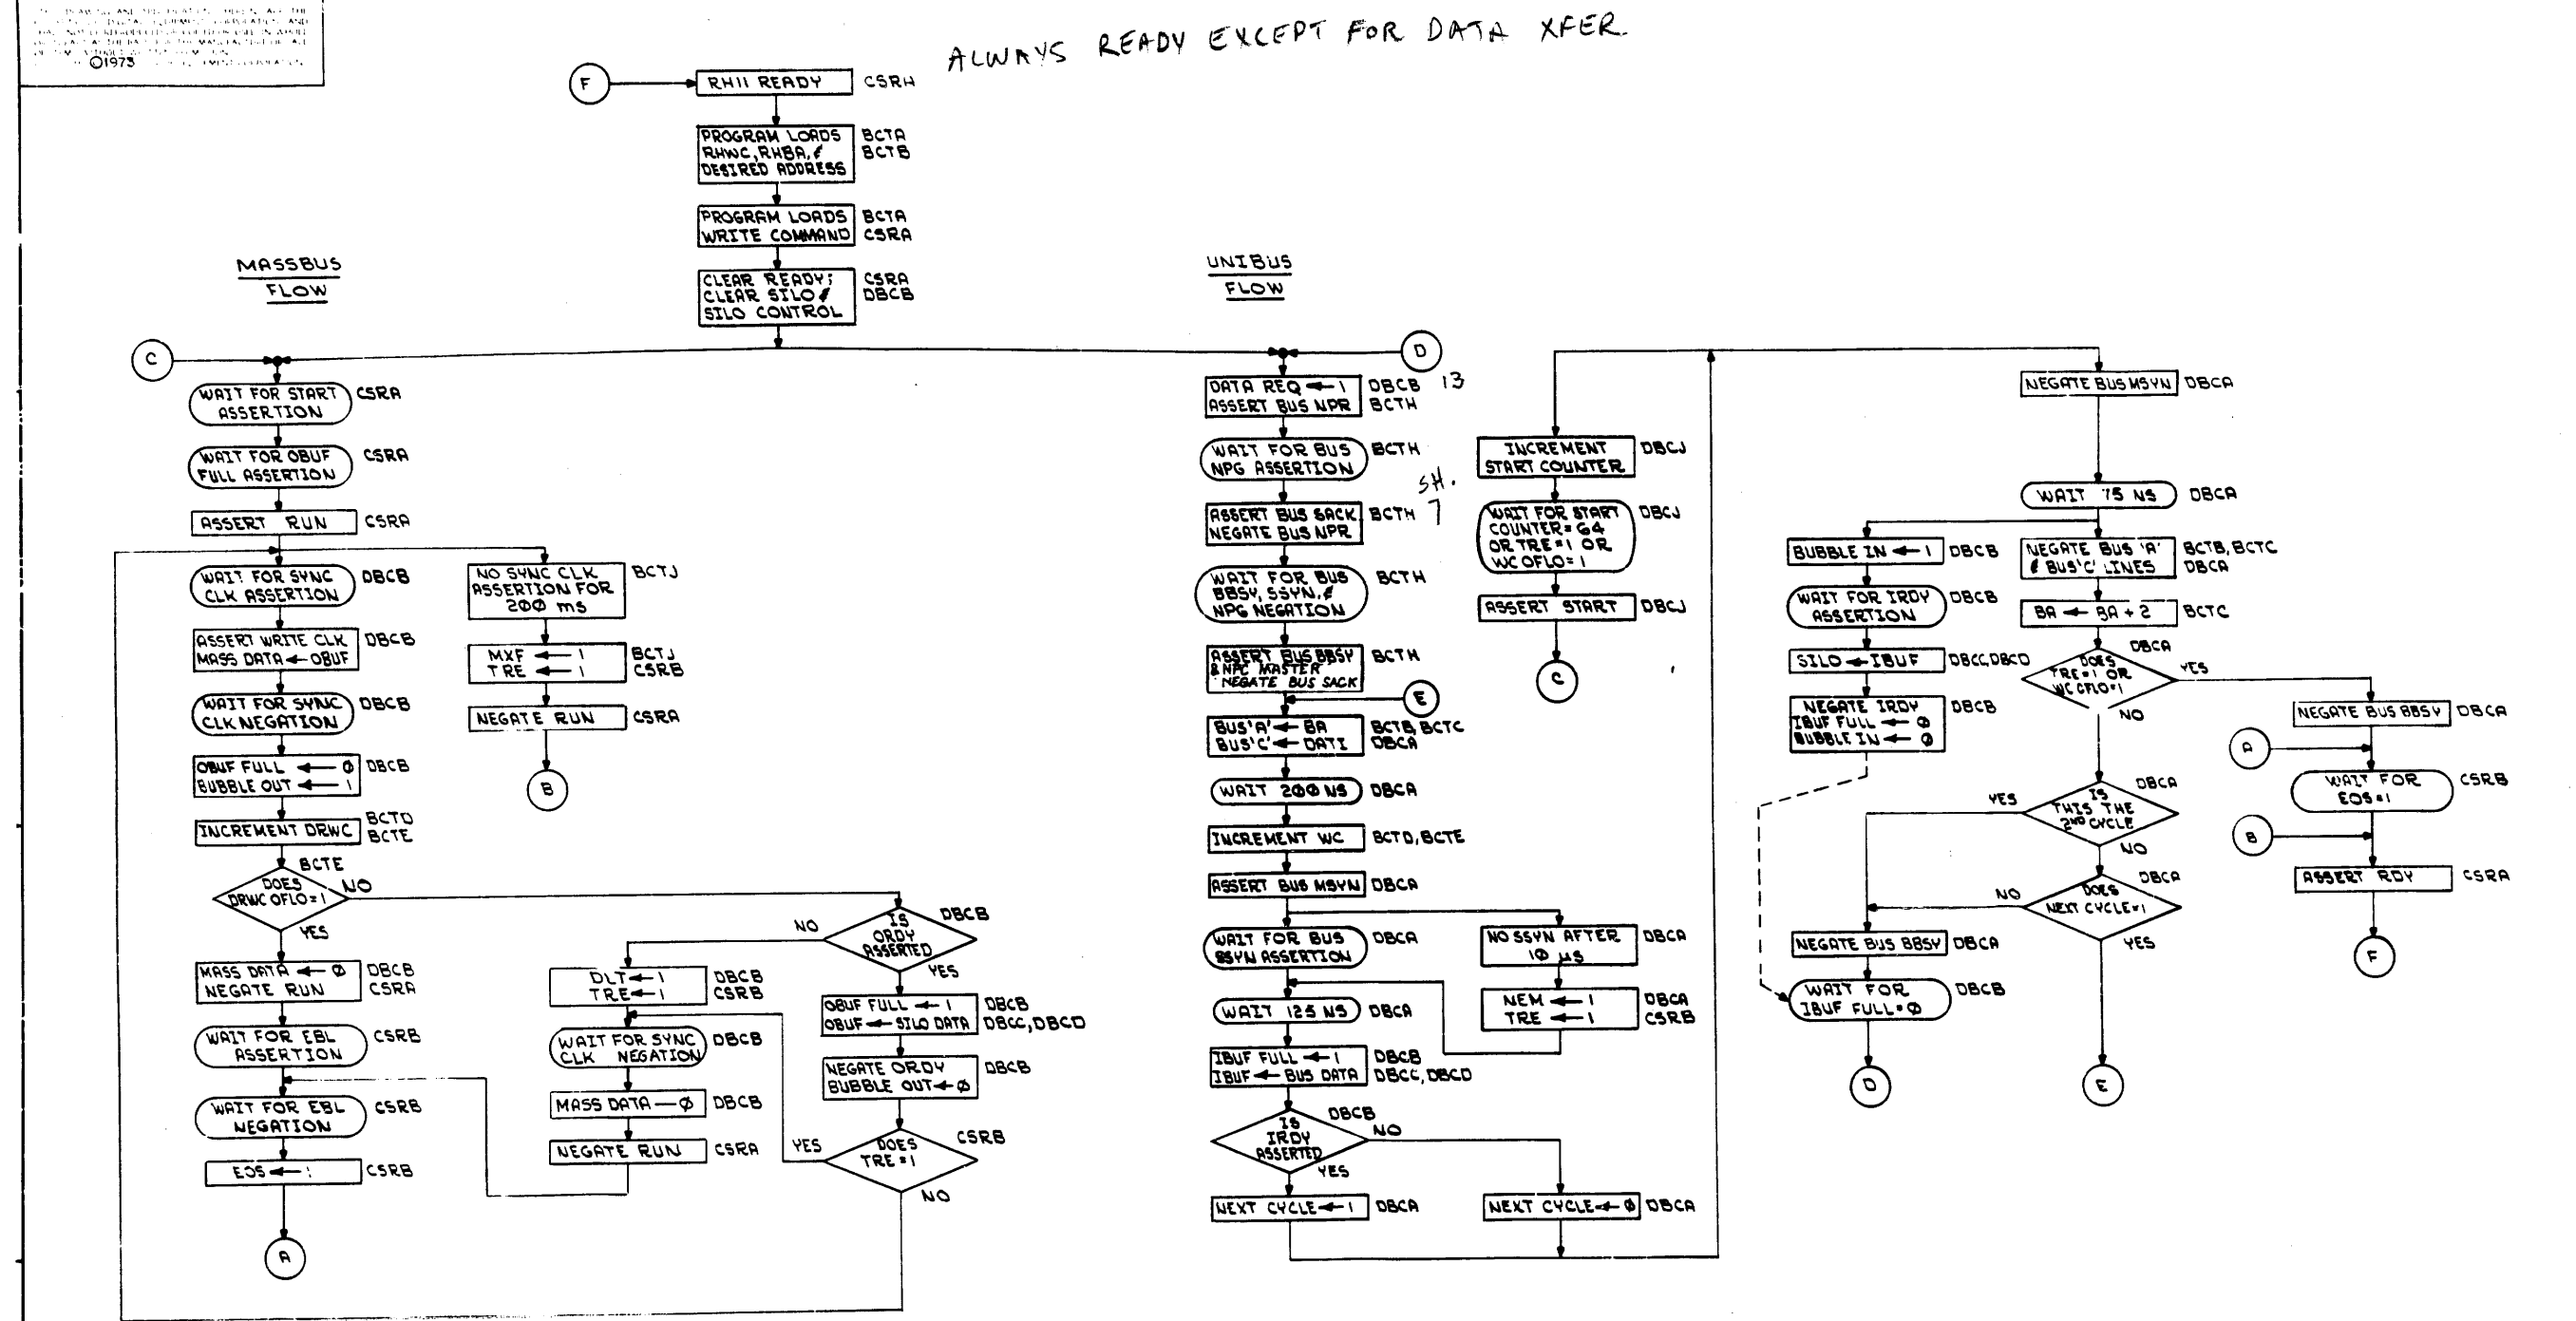 ©1973
ALWAYS READY EXCEPT FOR DATA XFER
F
RH11 READY
CSRH
PROGRAM LOADS
RHWC, RHBA, &
DESIRED ADDRESS
BCTA
BCTB
PROGRAM LOADS
WRITE COMMAND
BCTA
CSRA
CLEAR READY;
CLEAR SILO &
SILO CONTROL
CSRA
DBCB
MASSBUS
FLOW
C
WAIT FOR START
ASSERTION
CSRA
WAIT FOR OBUF
FULL ASSERTION
CSRA
ASSERT RUN
CSRA
WAIT FOR SYNC
CLK ASSERTION
DBCB
ASSERT WRITE CLK
MASS DATA ← OBUF
DBCB
WAIT FOR SYNC
CLK NEGATION
DBCB
OBUF FULL ← 0
BUBBLE OUT ← 1
DBCB
INCREMENT DRWC
BCTD
BCTE
DOES
DRWC OFLO=1
BCTE
NO
YES
MASS DATA ← 0
NEGATE RUN
DBCB
CSRA
WAIT FOR EBL
ASSERTION
CSRB
WAIT FOR EBL
NEGATION
CSRB
EOS ← 1
CSRB
A
NO SYNC CLK
ASSERTION FOR
200 ms
BCTJ
MXF ← 1
TRE ← 1
BCTJ
CSRB
NEGATE RUN
CSRA
B
IS
ORDY
ASSERTED
DBCB
NO
YES
DLT ← 1
TRE ← 1
DBCB
CSRB
WAIT FOR SYNC
CLK NEGATION
DBCB
MASS DATA — 0
DBCB
NEGATE RUN
CSRA
OBUF FULL ← 1
OBUF ← SILO DATA
DBCB
DBCC, DBCD
NEGATE ORDY
BUBBLE OUT ← 0
DBCB
DOES
TRE=1
CSRB
YES
NO
UNIBUS
FLOW
D
DATA REQ ← 1
ASSERT BUS NPR
DBCB
BCTH
13
WAIT FOR BUS
NPG ASSERTION
BCTH
ASSERT BUS SACK
NEGATE BUS NPR
BCTH
SH.
7
WAIT FOR BUS
BBSY, SSYN, &
NPG NEGATION
BCTH
ASSERT BUS BBSY
& NPC MASTER
NEGATE BUS SACK
BCTH
E
BUS 'A' ← BA
BUS 'C' ← DATI
BCTB, BCTC
DBCA
WAIT 200 NS
DBCA
INCREMENT WC
BCTD, BCTE
ASSERT BUS MSYN
DBCA
WAIT FOR BUS
SSYN ASSERTION
DBCA
WAIT 125 NS
DBCA
IBUF FULL ← 1
IBUF ← BUS DATA
DBCB
DBCC, DBCD
IS
IRDY
ASSERTED
DBCB
NO
YES
NEXT CYCLE ← 1
DBCA
NO SSYN AFTER
10 μS
DBCA
NEM ← 1
TRE ← 1
DBCA
CSRB
NEXT CYCLE ← 0
DBCA
INCREMENT
START COUNTER
DBCJ
WAIT FOR START
COUNTER=64
OR TRE=1 OR
WC OFLO=1
DBCJ
ASSERT START
DBCJ
C
NEGATE BUS MSYN
DBCA
WAIT 75 NS
DBCA
BUBBLE IN ← 1
DBCB
WAIT FOR IRDY
ASSERTION
DBCB
SILO ← IBUF
DBCC, DBCD
NEGATE IRDY
IBUF FULL ← 0
BUBBLE IN ← 0
DBCB
NEGATE BUS 'A'
& BUS 'C' LINES
BCTB, BCTC
DBCA
BA ← BA + 2
BCTC
DOES
TRE=1 OR
WC OFLO=1
DBCA
YES
NO
IS
THIS THE
2ND CYCLE
DBCA
YES
NO
DOES
NEXT CYCLE=1
DBCA
NO
YES
NEGATE BUS BBSY
DBCA
WAIT FOR
IBUF FULL=0
DBCB
D
E
NEGATE BUS BBSY
DBCA
A
WAIT FOR
EOS=1
CSRB
B
ASSERT RDY
CSRA
F